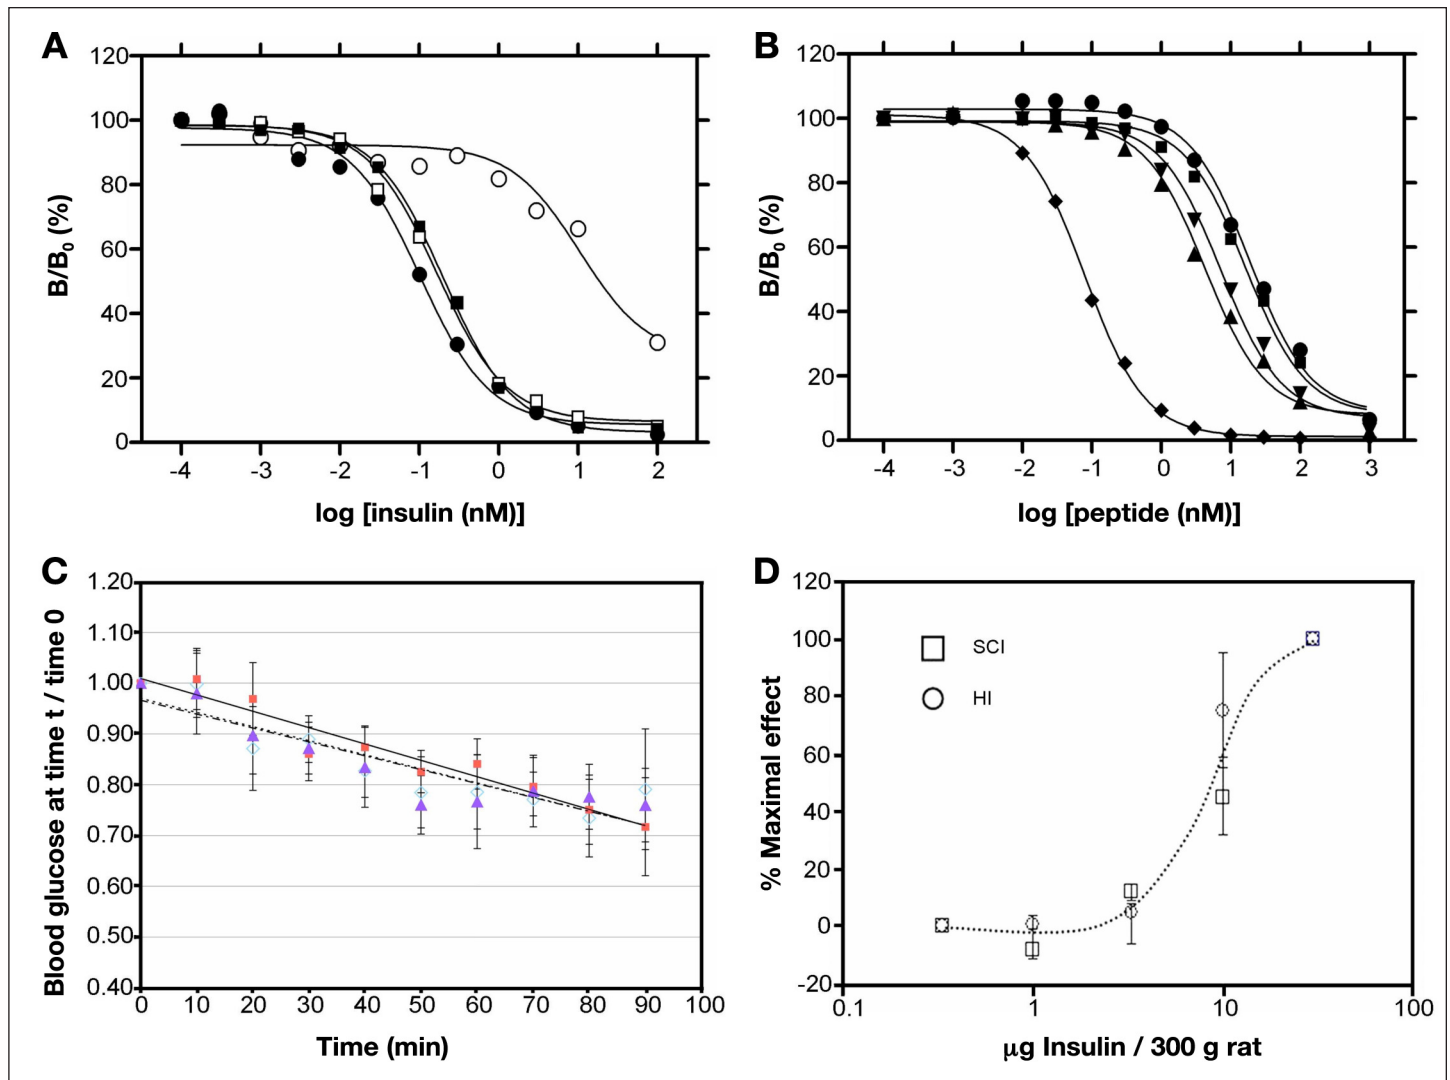 A
120
100
80
60
40
20
0
B/B0 (%)
-4 -3 -2 -1 0 1 2
log [insulin (nM)]
B
120
100
80
60
40
20
0
B/B0 (%)
-4 -3 -2 -1 0 1 2 3
log [peptide (nM)]
C
1.20
1.10
1.00
0.90
0.80
0.70
0.60
0.50
0.40
Blood glucose at time t / time 0
0 10 20 30 40 50 60 70 80 90 100
Time (min)
D
120
100
80
60
40
20
0
-20
% Maximal effect
SCI
HI
0.1 1 10 100
μg Insulin / 300 g rat